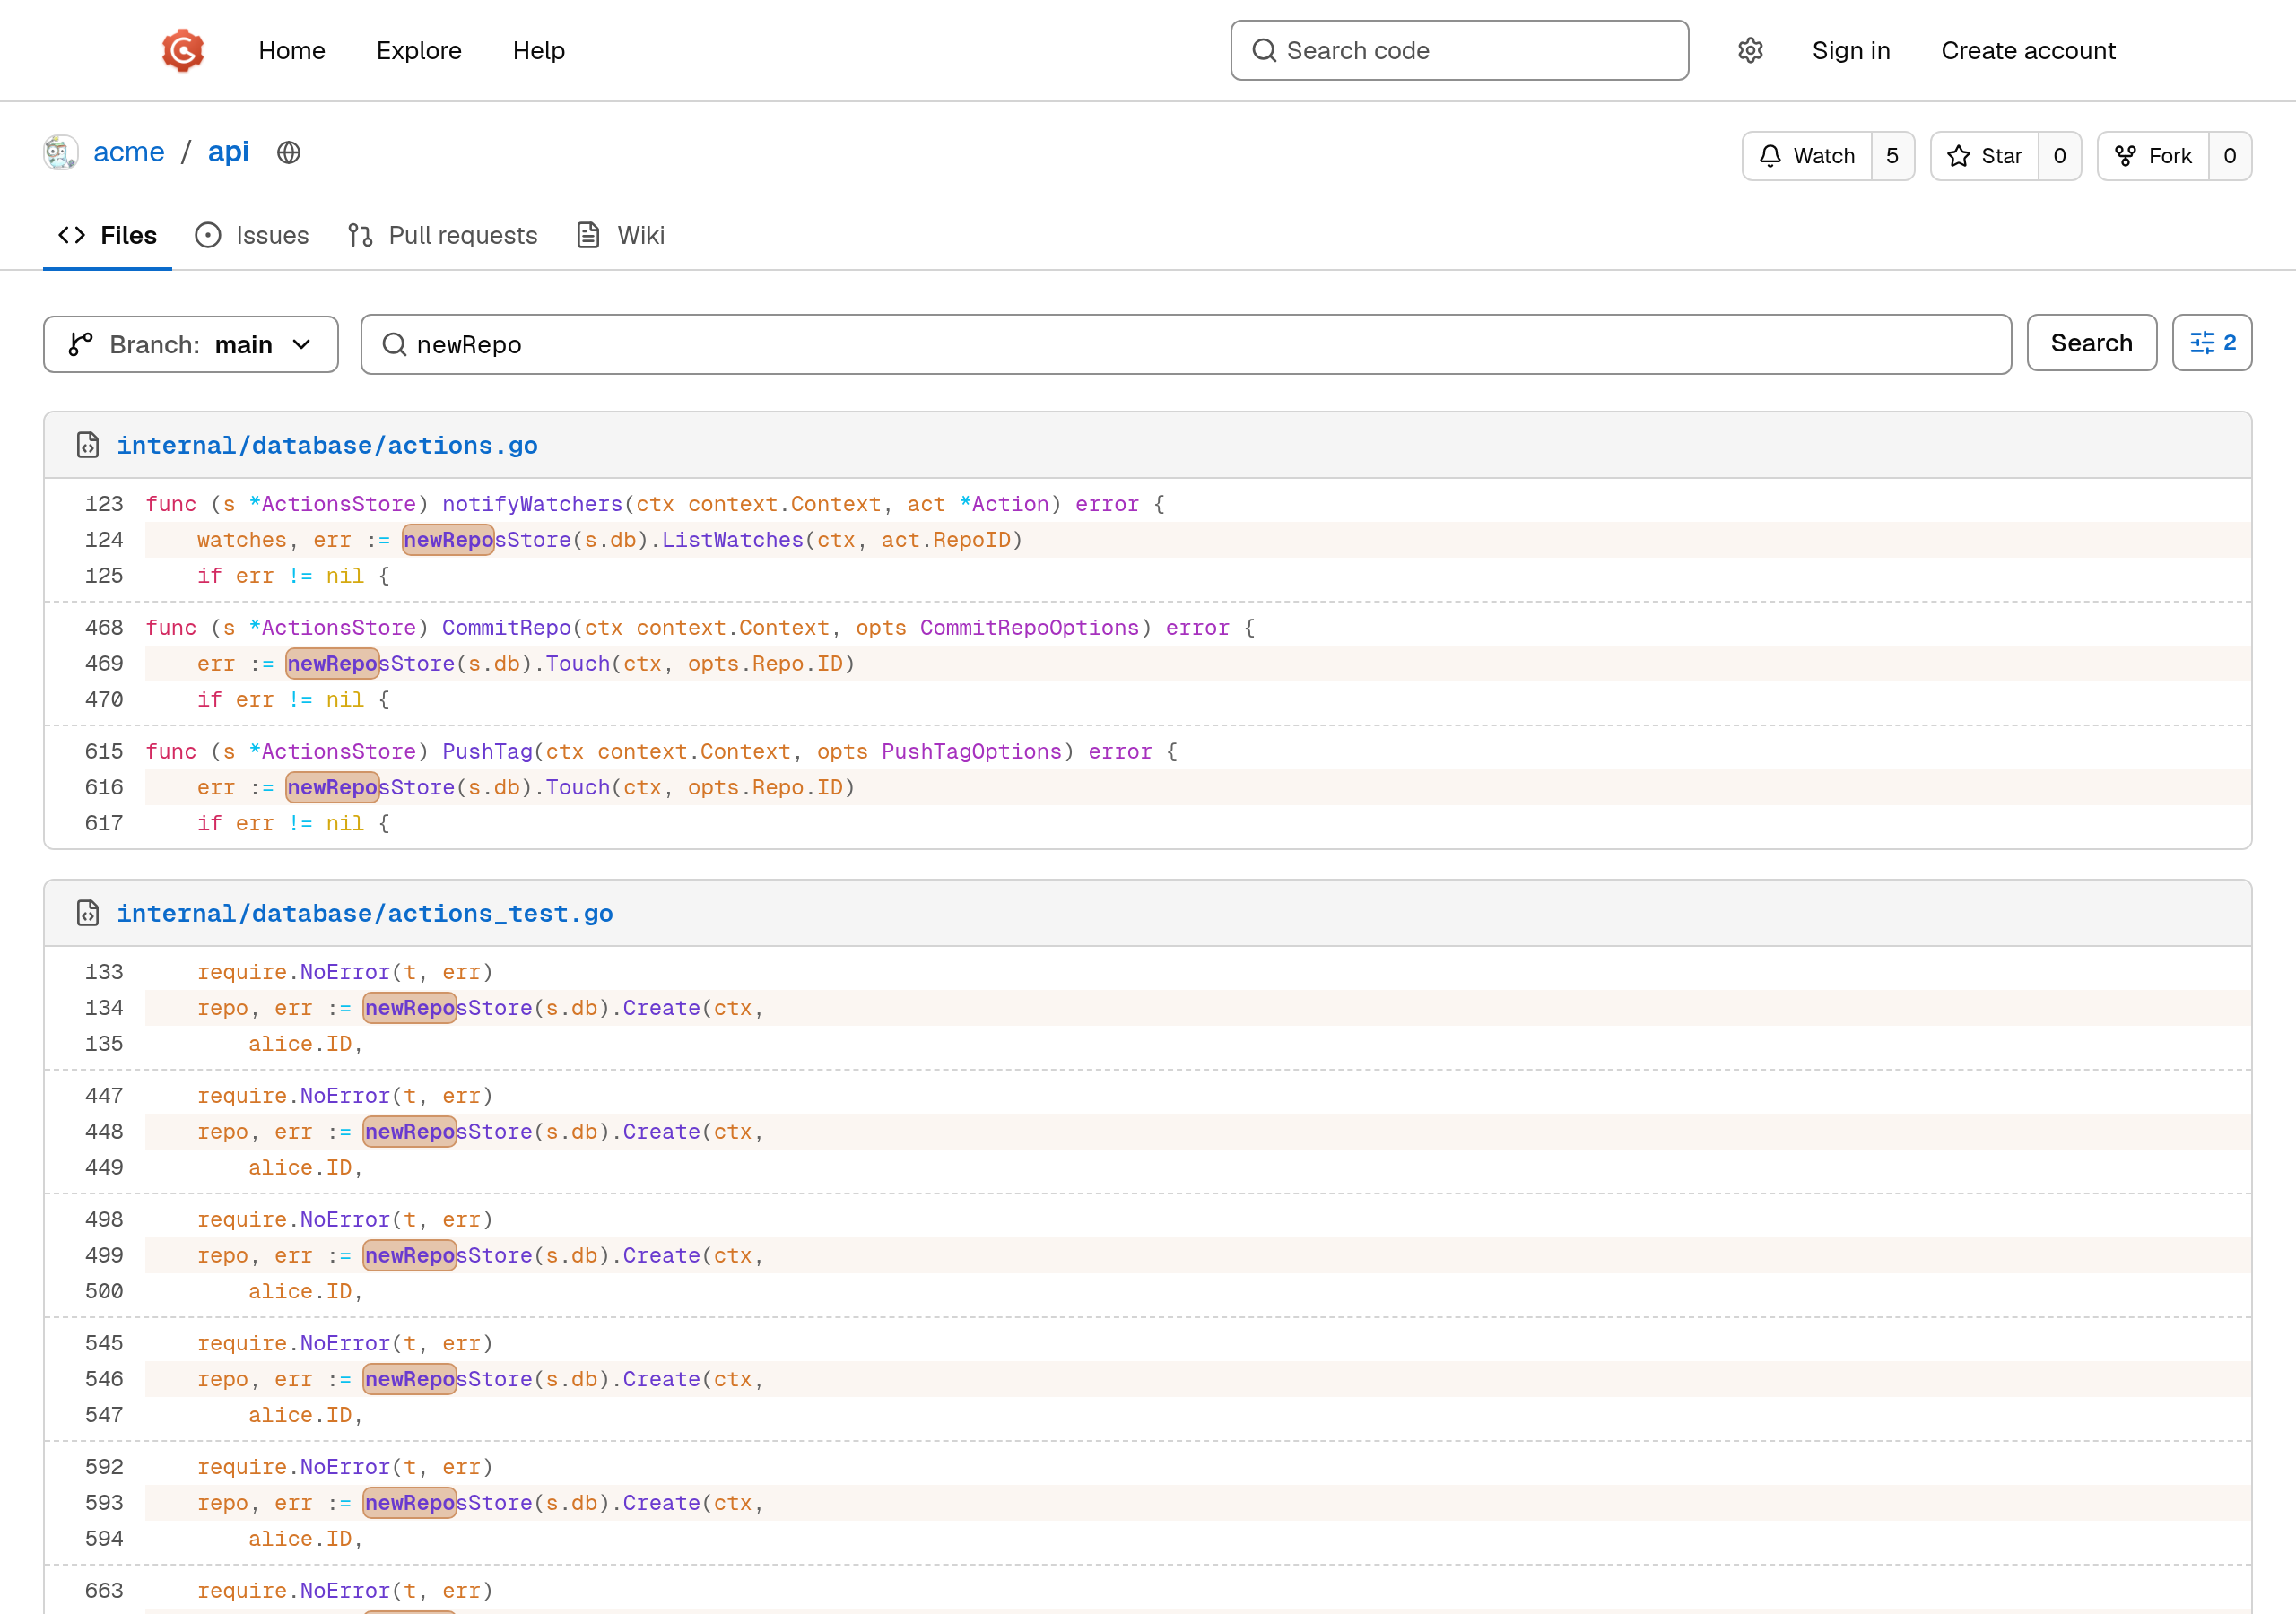 Home Explore Help Search code Sign in Create account
acme / api Watch 5 Star 0 Fork 0
Files Issues Pull requests Wiki
Branch: main newRepo Search 2
internal/database/actions.go
123 func (s *ActionsStore) notifyWatchers(ctx context.Context, act *Action) error {
124 watches, err := newReposStore(s.db).ListWatches(ctx, act.RepoID)
125 if err != nil {
468 func (s *ActionsStore) CommitRepo(ctx context.Context, opts CommitRepoOptions) error {
469 err := newReposStore(s.db).Touch(ctx, opts.Repo.ID)
470 if err != nil {
615 func (s *ActionsStore) PushTag(ctx context.Context, opts PushTagOptions) error {
616 err := newReposStore(s.db).Touch(ctx, opts.Repo.ID)
617 if err != nil {
internal/database/actions_test.go
133 require.NoError(t, err)
134 repo, err := newReposStore(s.db).Create(ctx,
135 alice.ID,
447 require.NoError(t, err)
448 repo, err := newReposStore(s.db).Create(ctx,
449 alice.ID,
498 require.NoError(t, err)
499 repo, err := newReposStore(s.db).Create(ctx,
500 alice.ID,
545 require.NoError(t, err)
546 repo, err := newReposStore(s.db).Create(ctx,
547 alice.ID,
592 require.NoError(t, err)
593 repo, err := newReposStore(s.db).Create(ctx,
594 alice.ID,
663 require.NoError(t, err)